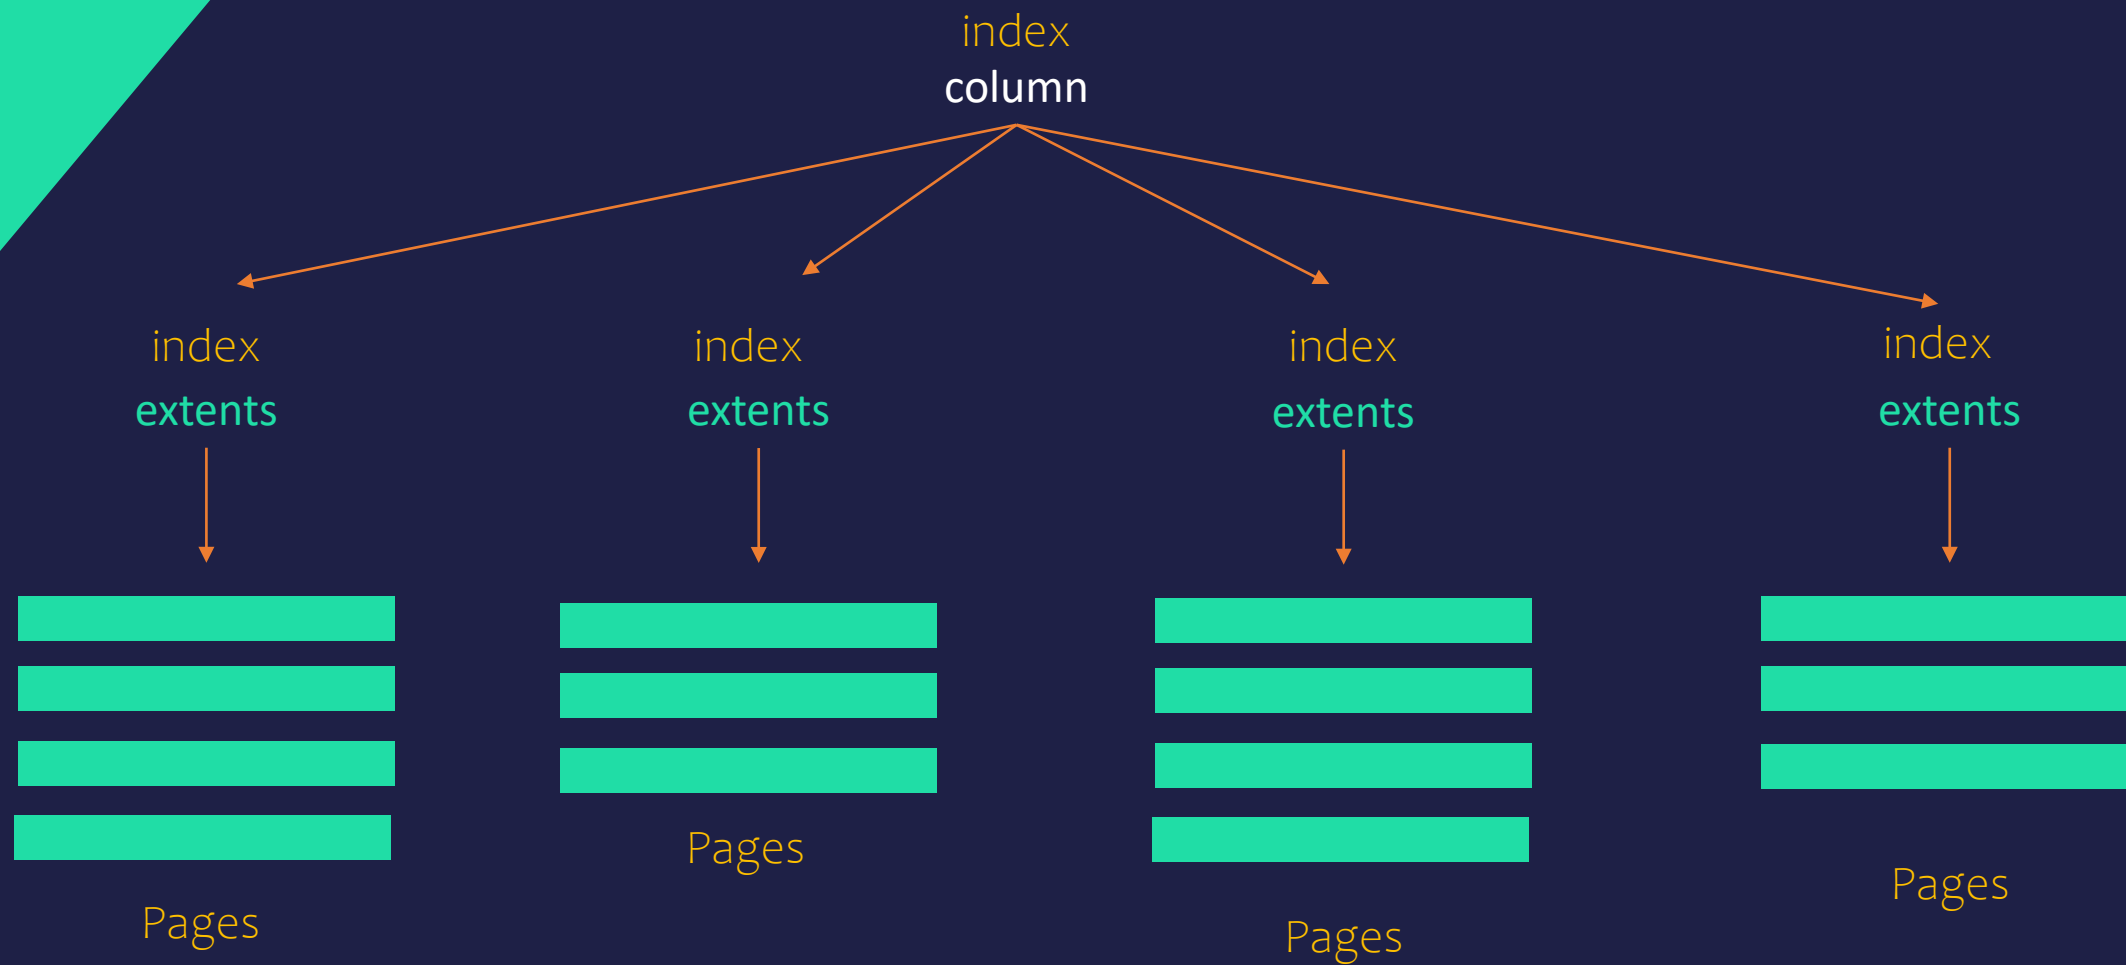 index
column
index
extents
index
extents
index
extents
index
extents
Pages
Pages
Pages
Pages